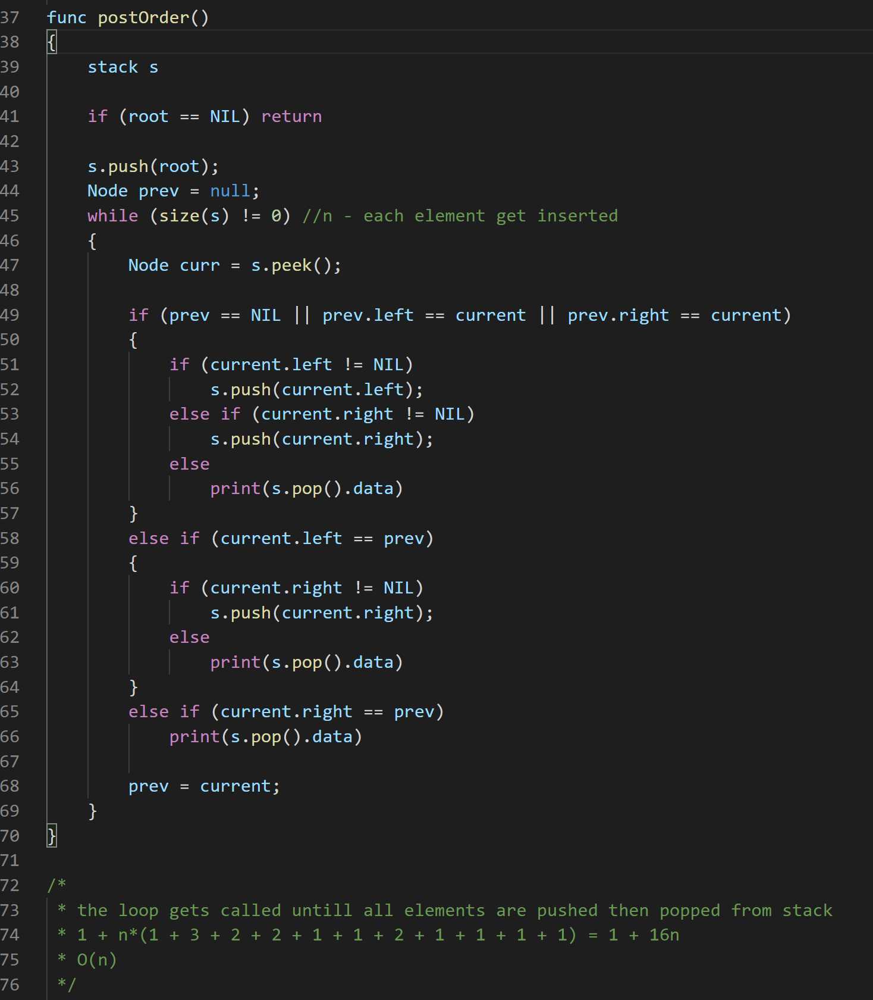 37 func postOrder()
38 {
39 stack s
40
41 if (root == NIL) return
42
43 s.push(root);
44 Node prev = null;
45 while (size(s) != 0) //n - each element get inserted
46 {
47 Node curr = s.peek();
48
49 if (prev == NIL || prev.left == current || prev.right == current)
50 {
51 if (current.left != NIL)
52 s.push(current.left);
53 else if (current.right != NIL)
54 s.push(current.right);
55 else
56 print(s.pop().data)
57 }
58 else if (current.left == prev)
59 {
60 if (current.right != NIL)
61 s.push(current.right);
62 else
63 print(s.pop().data)
64 }
65 else if (current.right == prev)
66 print(s.pop().data)
67
68 prev = current;
69 }
70 }
71
72 /*
73 * the loop gets called untill all elements are pushed then popped from stack
74 * 1 + n*(1 + 3 + 2 + 2 + 1 + 1 + 2 + 1 + 1 + 1 + 1) = 1 + 16n
75 * O(n)
76 */